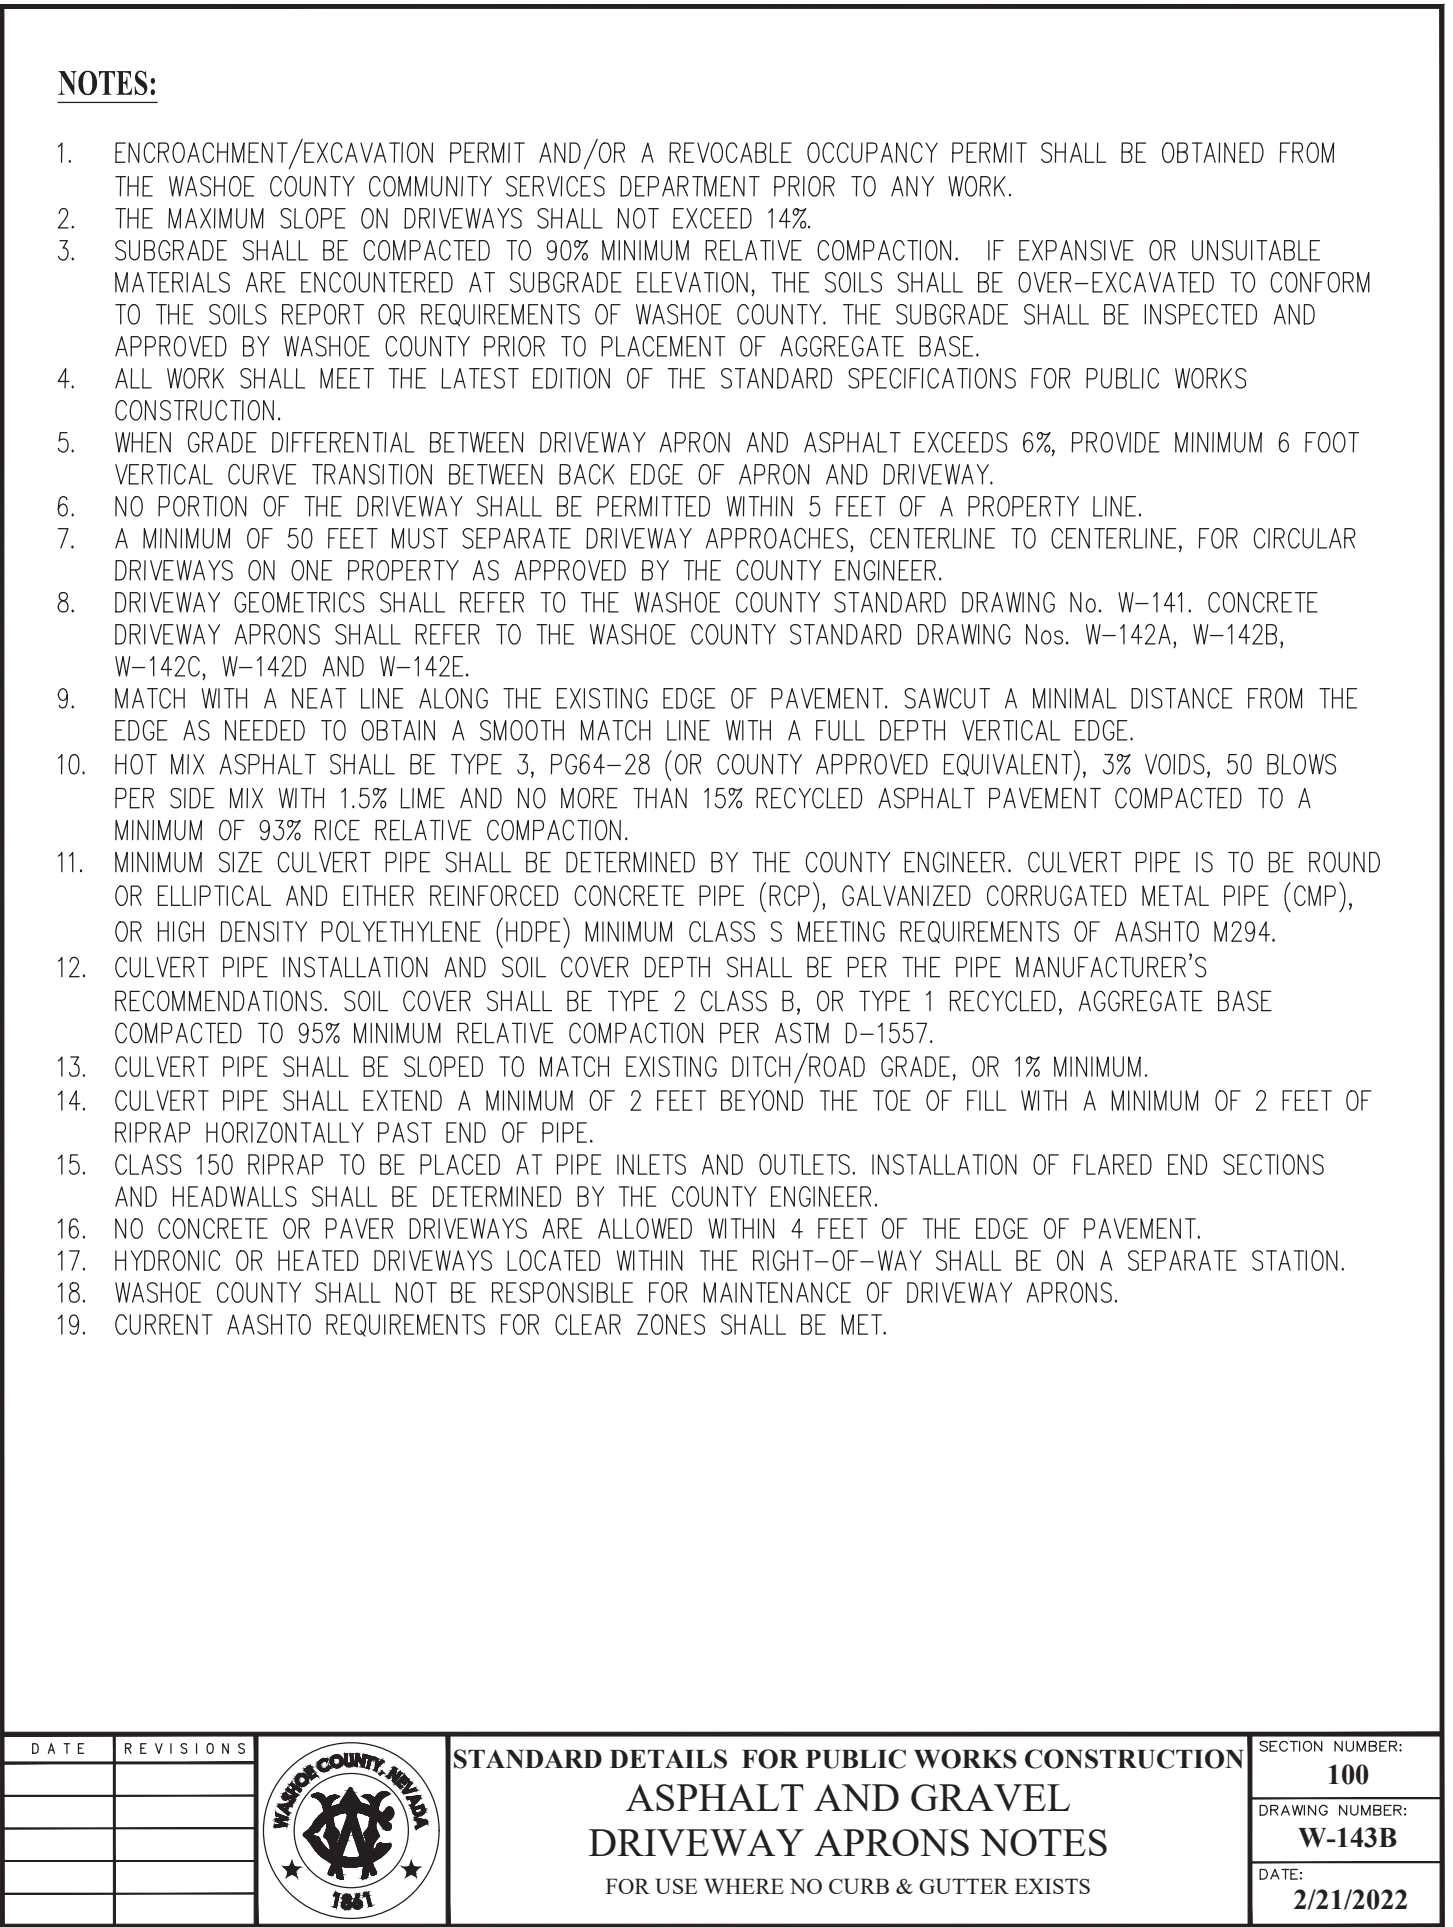 NOTES:
1. ENCROACHMENT/EXCAVATION PERMIT AND/OR A REVOCABLE OCCUPANCY PERMIT SHALL BE OBTAINED FROM
THE WASHOE COUNTY COMMUNITY SERVICES DEPARTMENT PRIOR TO ANY WORK.
2. THE MAXIMUM SLOPE ON DRIVEWAYS SHALL NOT EXCEED 14%.
3. SUBGRADE SHALL BE COMPACTED TO 90% MINIMUM RELATIVE COMPACTION. IF EXPANSIVE OR UNSUITABLE
MATERIALS ARE ENCOUNTERED AT SUBGRADE ELEVATION, THE SOILS SHALL BE OVER-EXCAVATED TO CONFORM
TO THE SOILS REPORT OR REQUIREMENTS OF WASHOE COUNTY. THE SUBGRADE SHALL BE INSPECTED AND
APPROVED BY WASHOE COUNTY PRIOR TO PLACEMENT OF AGGREGATE BASE.
4. ALL WORK SHALL MEET THE LATEST EDITION OF THE STANDARD SPECIFICATIONS FOR PUBLIC WORKS
CONSTRUCTION.
5. WHEN GRADE DIFFERENTIAL BETWEEN DRIVEWAY APRON AND ASPHALT EXCEEDS 6%, PROVIDE MINIMUM 6 FOOT
VERTICAL CURVE TRANSITION BETWEEN BACK EDGE OF APRON AND DRIVEWAY.
6. NO PORTION OF THE DRIVEWAY SHALL BE PERMITTED WITHIN 5 FEET OF A PROPERTY LINE.
7. A MINIMUM OF 50 FEET MUST SEPARATE DRIVEWAY APPROACHES, CENTERLINE TO CENTERLINE, FOR CIRCULAR
DRIVEWAYS ON ONE PROPERTY AS APPROVED BY THE COUNTY ENGINEER.
8. DRIVEWAY GEOMETRICS SHALL REFER TO THE WASHOE COUNTY STANDARD DRAWING No. W-141. CONCRETE
DRIVEWAY APRONS SHALL REFER TO THE WASHOE COUNTY STANDARD DRAWING Nos. W-142A, W-142B,
W-142C, W-142D AND W-142E.
9. MATCH WITH A NEAT LINE ALONG THE EXISTING EDGE OF PAVEMENT. SAWCUT A MINIMAL DISTANCE FROM THE
EDGE AS NEEDED TO OBTAIN A SMOOTH MATCH LINE WITH A FULL DEPTH VERTICAL EDGE.
10. HOT MIX ASPHALT SHALL BE TYPE 3, PG64-28 (OR COUNTY APPROVED EQUIVALENT), 3% VOIDS, 50 BLOWS
PER SIDE MIX WITH 1.5% LIME AND NO MORE THAN 15% RECYCLED ASPHALT PAVEMENT COMPACTED TO A
MINIMUM OF 93% RICE RELATIVE COMPACTION.
11. MINIMUM SIZE CULVERT PIPE SHALL BE DETERMINED BY THE COUNTY ENGINEER. CULVERT PIPE IS TO BE ROUND
OR ELLIPTICAL AND EITHER REINFORCED CONCRETE PIPE (RCP), GALVANIZED CORRUGATED METAL PIPE (CMP),
OR HIGH DENSITY POLYETHYLENE (HDPE) MINIMUM CLASS S MEETING REQUIREMENTS OF AASHTO M294.
12. CULVERT PIPE INSTALLATION AND SOIL COVER DEPTH SHALL BE PER THE PIPE MANUFACTURER'S
RECOMMENDATIONS. SOIL COVER SHALL BE TYPE 2 CLASS B, OR TYPE 1 RECYCLED, AGGREGATE BASE
COMPACTED TO 95% MINIMUM RELATIVE COMPACTION PER ASTM D-1557.
13. CULVERT PIPE SHALL BE SLOPED TO MATCH EXISTING DITCH/ROAD GRADE, OR 1% MINIMUM.
14. CULVERT PIPE SHALL EXTEND A MINIMUM OF 2 FEET BEYOND THE TOE OF FILL WITH A MINIMUM OF 2 FEET OF
RIPRAP HORIZONTALLY PAST END OF PIPE.
15. CLASS 150 RIPRAP TO BE PLACED AT PIPE INLETS AND OUTLETS. INSTALLATION OF FLARED END SECTIONS
AND HEADWALLS SHALL BE DETERMINED BY THE COUNTY ENGINEER.
16. NO CONCRETE OR PAVER DRIVEWAYS ARE ALLOWED WITHIN 4 FEET OF THE EDGE OF PAVEMENT.
17. HYDRONIC OR HEATED DRIVEWAYS LOCATED WITHIN THE RIGHT-OF-WAY SHALL BE ON A SEPARATE STATION.
18. WASHOE COUNTY SHALL NOT BE RESPONSIBLE FOR MAINTENANCE OF DRIVEWAY APRONS.
19. CURRENT AASHTO REQUIREMENTS FOR CLEAR ZONES SHALL BE MET.
DATE REVISIONS
WASHOE COUNTY, NEVADA
1861
STANDARD DETAILS FOR PUBLIC WORKS CONSTRUCTION
ASPHALT AND GRAVEL
DRIVEWAY APRONS NOTES
FOR USE WHERE NO CURB & GUTTER EXISTS
SECTION NUMBER:
100
DRAWING NUMBER:
W-143B
DATE:
2/21/2022